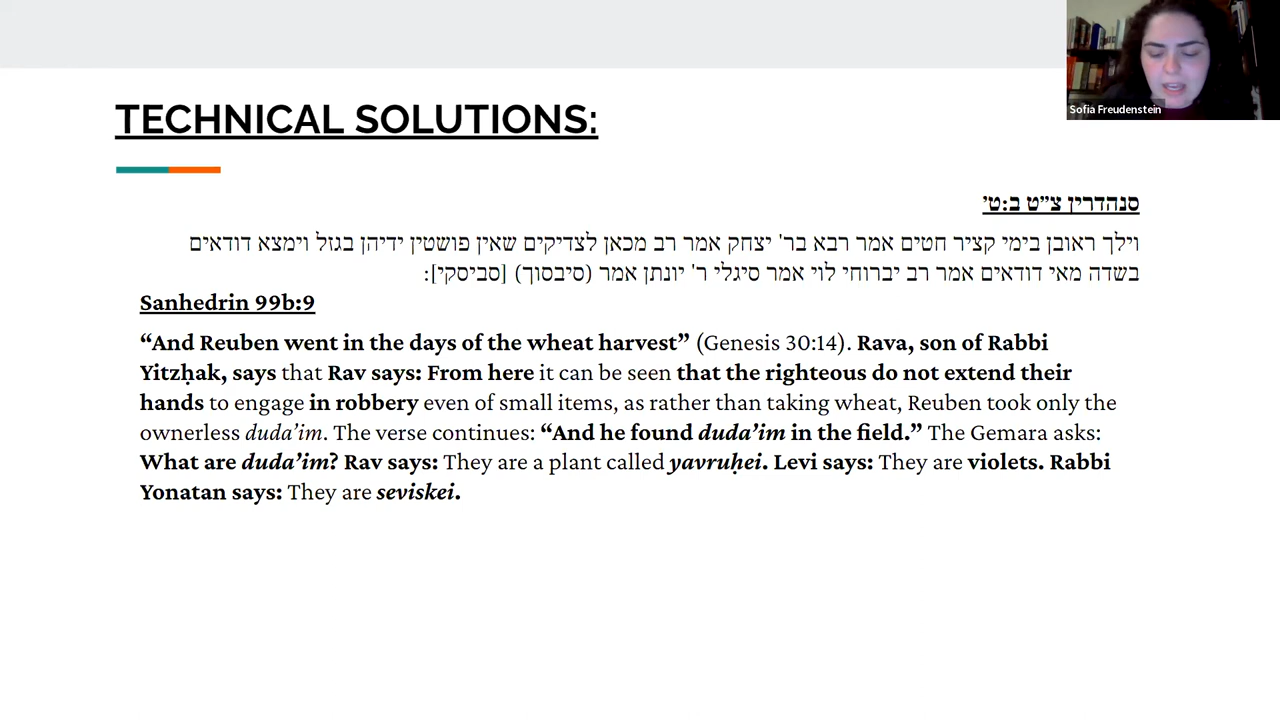 TECHNICAL SOLUTIONS:
Sofia Freudenstein
סנהדרין צ״ט ב:ט׳
וילך ראובן בימי קציר חטים אמר רבא בר' יצחק אמר רב מכאן לצדיקים שאין פושטין ידיהן בגזל וימצא דודאים
בשדה מאי דודאים אמר רב יברוחי לוי אמר סיגלי ר' יונתן אמר (סיבסוך) [סביסקי]:
Sanhedrin 99b:9
“And Reuben went in the days of the wheat harvest” (Genesis 30:14). Rava, son of Rabbi
Yitzḥak, says that Rav says: From here it can be seen that the righteous do not extend their
hands to engage in robbery even of small items, as rather than taking wheat, Reuben took only the
ownerless duda’im. The verse continues: “And he found duda’im in the field.” The Gemara asks:
What are duda’im? Rav says: They are a plant called yavruḥei. Levi says: They are violets. Rabbi
Yonatan says: They are seviskei.